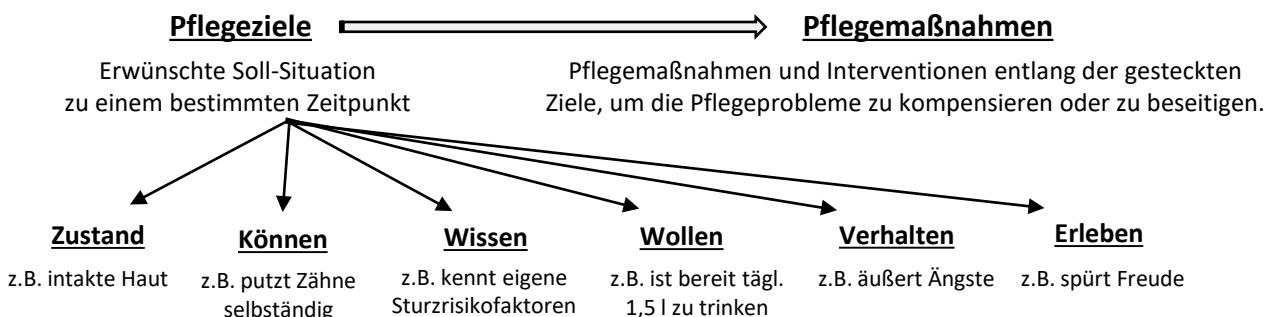 Pflegeziele
Pflegemaßnahmen
Erwünschte Soll-Situation
zu einem bestimmten Zeitpunkt
Pflegemaßnahmen und Interventionen entlang der gesteckten
Ziele, um die Pflegeprobleme zu kompensieren oder zu beseitigen.
Zustand
z.B. intakte Haut
Können
z.B. putzt Zähne
selbständig
Wissen
z.B. kennt eigene
Sturzrisikofaktoren
Wollen
z.B. ist bereit tägl.
1,5 l zu trinken
Verhalten
z.B. äußert Ängste
Erleben
z.B. spürt Freude